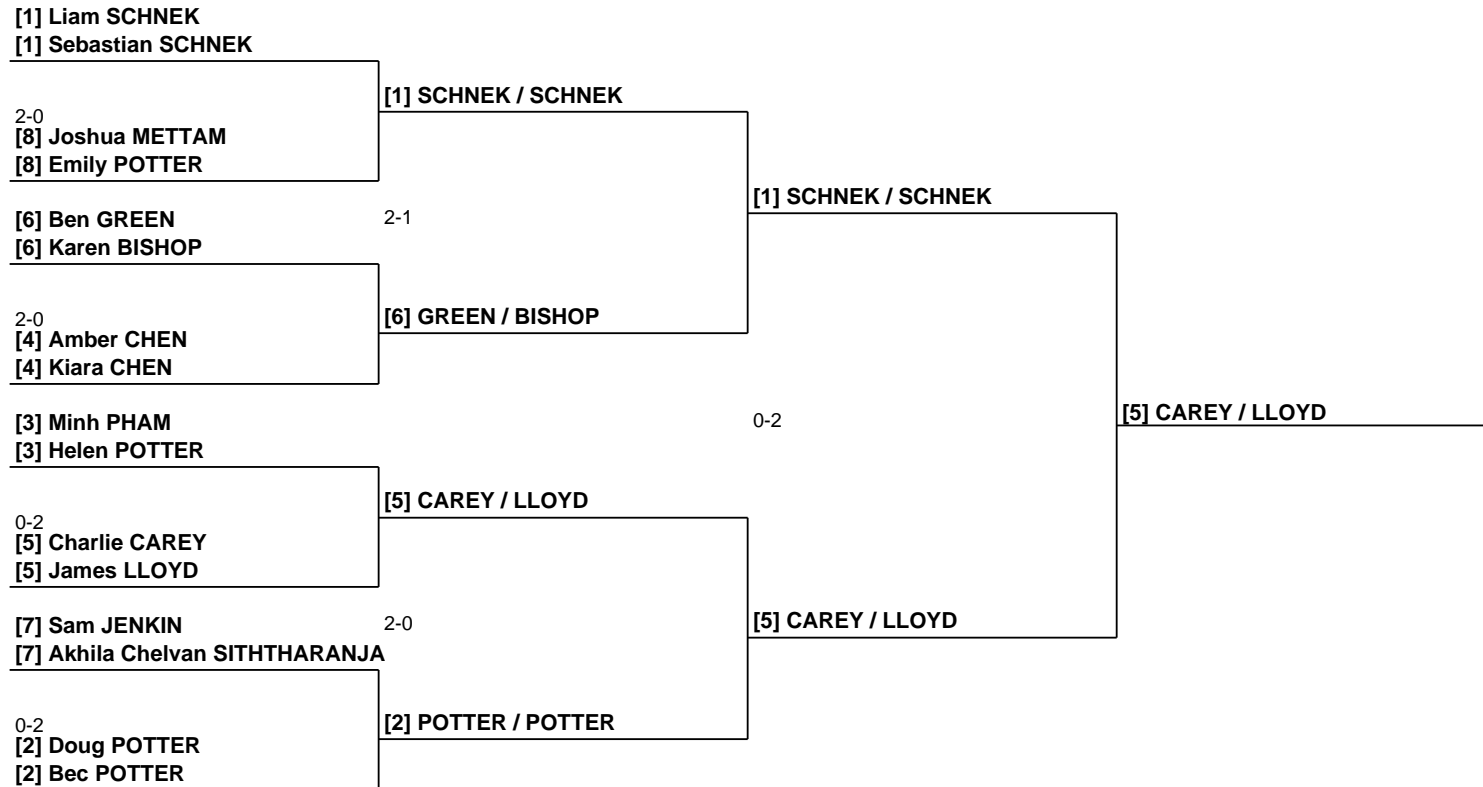 [1] Liam SCHNEK
[1] Sebastian SCHNEK
[1] SCHNEK / SCHNEK
2-0
[8] Joshua METTAM
[8] Emily POTTER
[1] SCHNEK / SCHNEK
[6] Ben GREEN
2-1
[6] Karen BISHOP
[6] GREEN / BISHOP
2-0
[4] Amber CHEN
[4] Kiara CHEN
[5] CAREY / LLOYD
[3] Minh PHAM
0-2
[3] Helen POTTER
[5] CAREY / LLOYD
0-2
[5] Charlie CAREY
[5] James LLOYD
[7] Sam JENKIN
2-0
[5] CAREY / LLOYD
[7] Akhila Chelvan SITHTHARANJA
[2] POTTER / POTTER
0-2
[2] Doug POTTER
[2] Bec POTTER